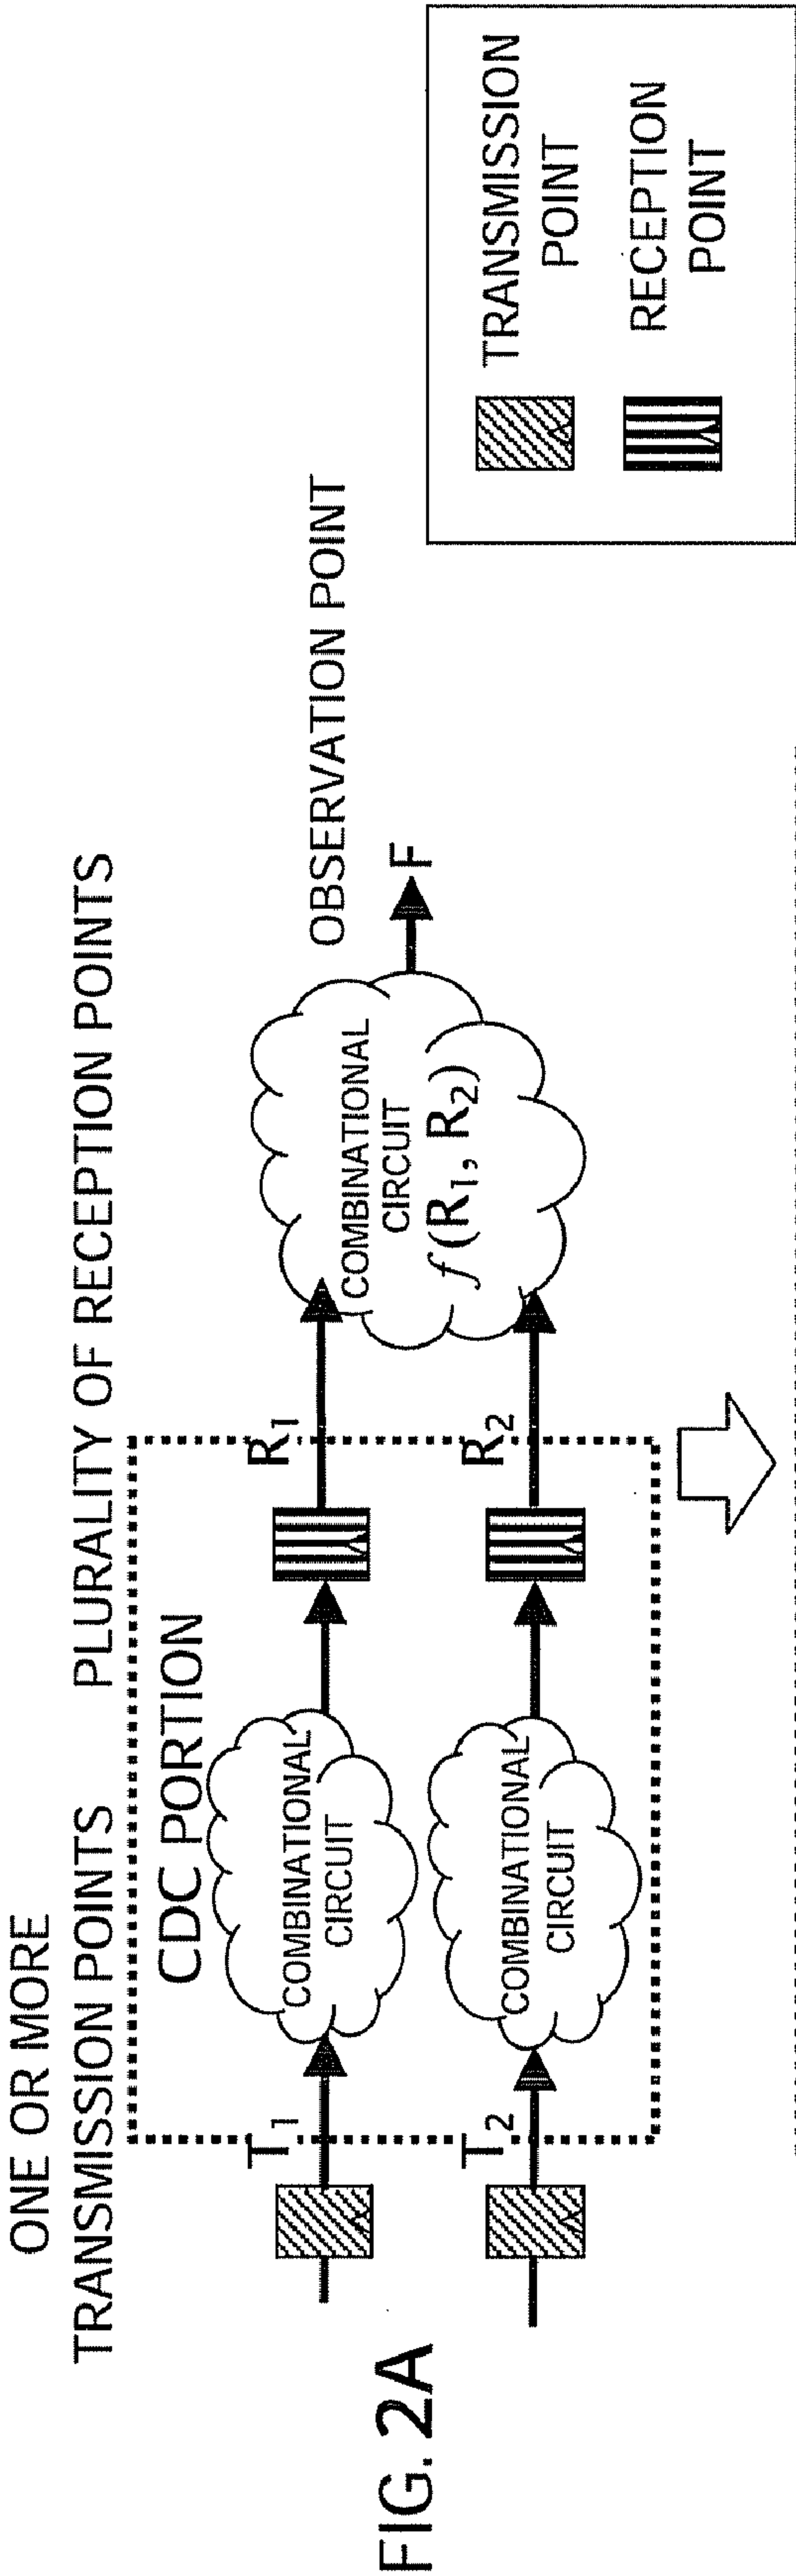 FIG. 2A
ONE OR MORE
TRANSMISSION POINTS
PLURALITY OF RECEPTION POINTS
CDC PORTION
T1
COMBINATIONAL
CIRCUIT
R1
T2
COMBINATIONAL
CIRCUIT
R2
COMBINATIONAL
CIRCUIT
f(R1, R2)
OBSERVATION POINT
F
TRANSMISSION
POINT
RECEPTION
POINT